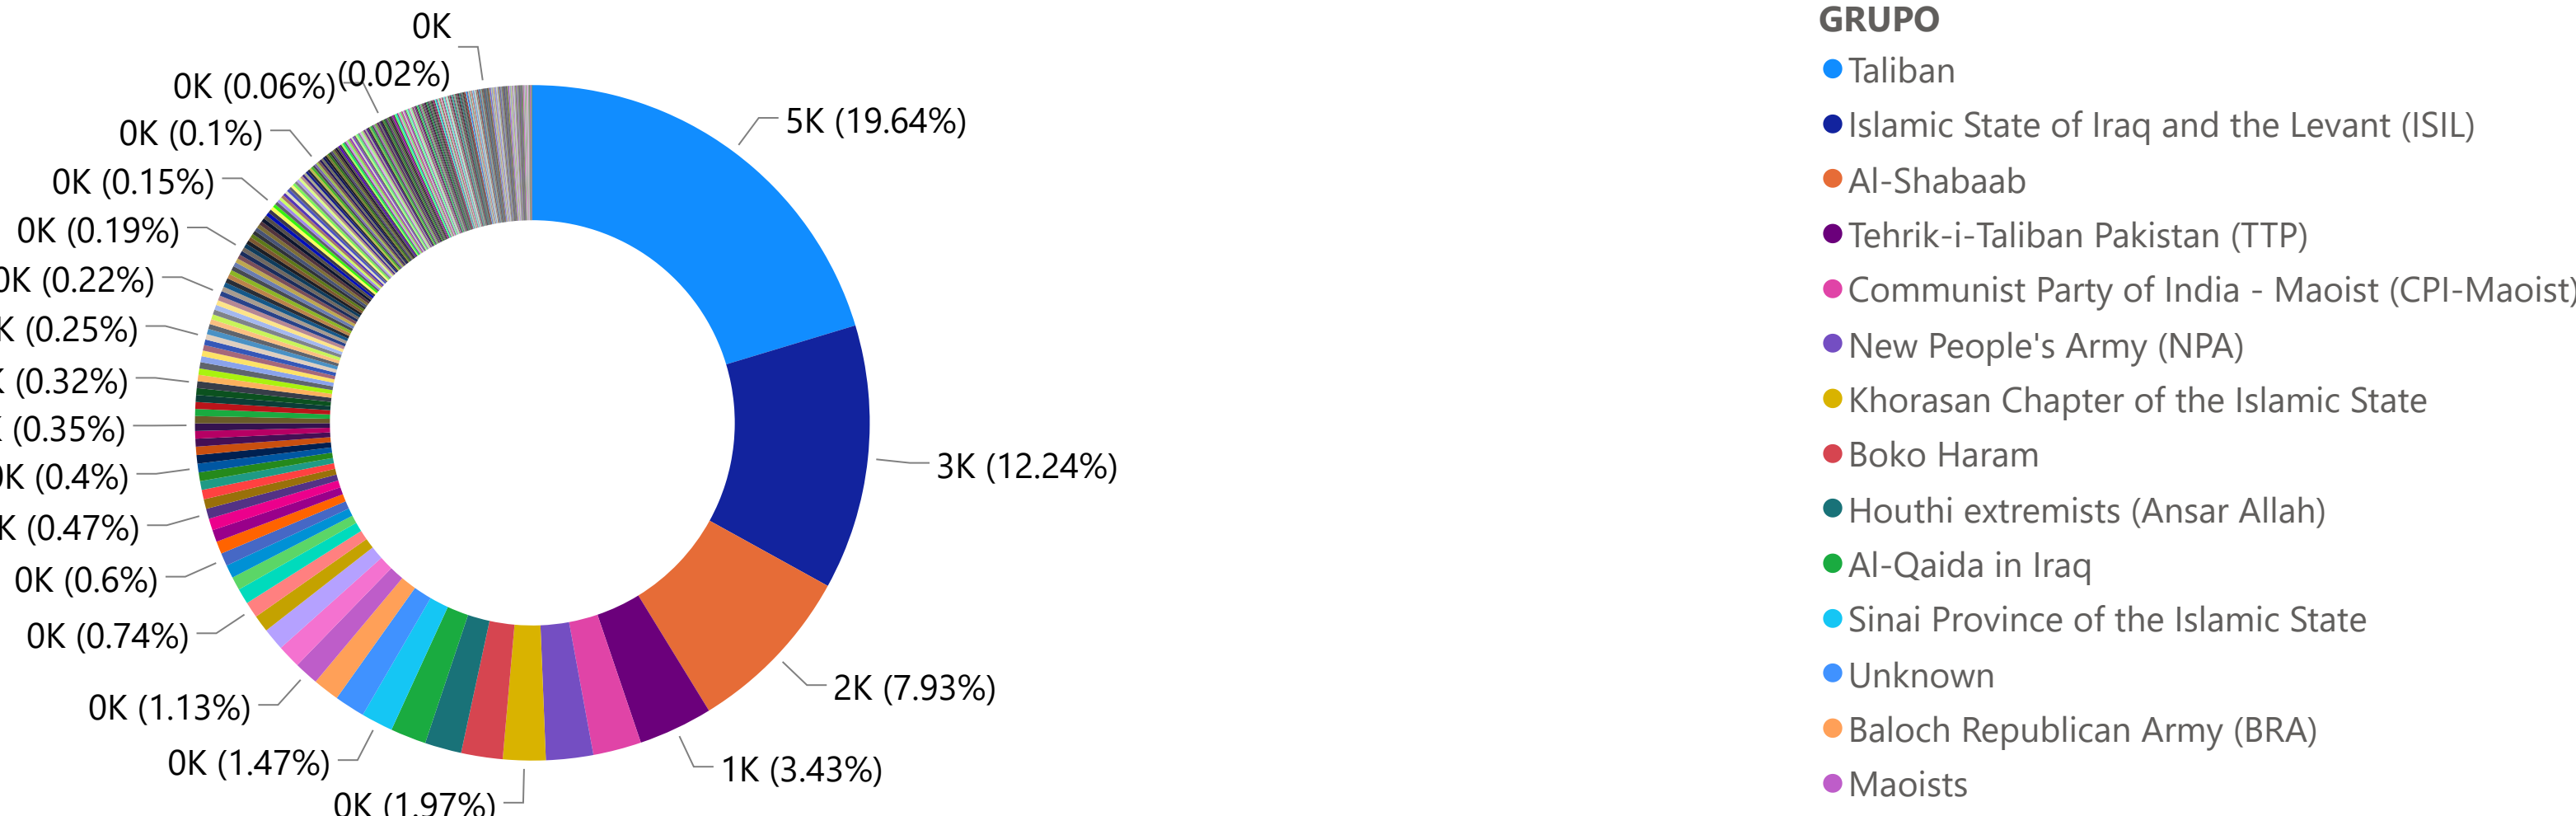 0K
(0.02%)
0K (0.06%)
0K (0.1%)
0K (0.15%)
0K (0.19%)
0K (0.22%)
K (0.25%)
(0.32%)
(0.35%)
0K (0.4%)
K (0.47%)
0K (0.6%)
0K (0.74%)
0K (1.13%)
0K (1.47%)
0K (1.97%)
1K (3.43%)
2K (7.93%)
3K (12.24%)
5K (19.64%)
GRUPO
Taliban
Islamic State of Iraq and the Levant (ISIL)
Al-Shabaab
Tehrik-i-Taliban Pakistan (TTP)
Communist Party of India - Maoist (CPI-Maoist)
New People's Army (NPA)
Khorasan Chapter of the Islamic State
Boko Haram
Houthi extremists (Ansar Allah)
Al-Qaida in Iraq
Sinai Province of the Islamic State
Unknown
Baloch Republican Army (BRA)
Maoists